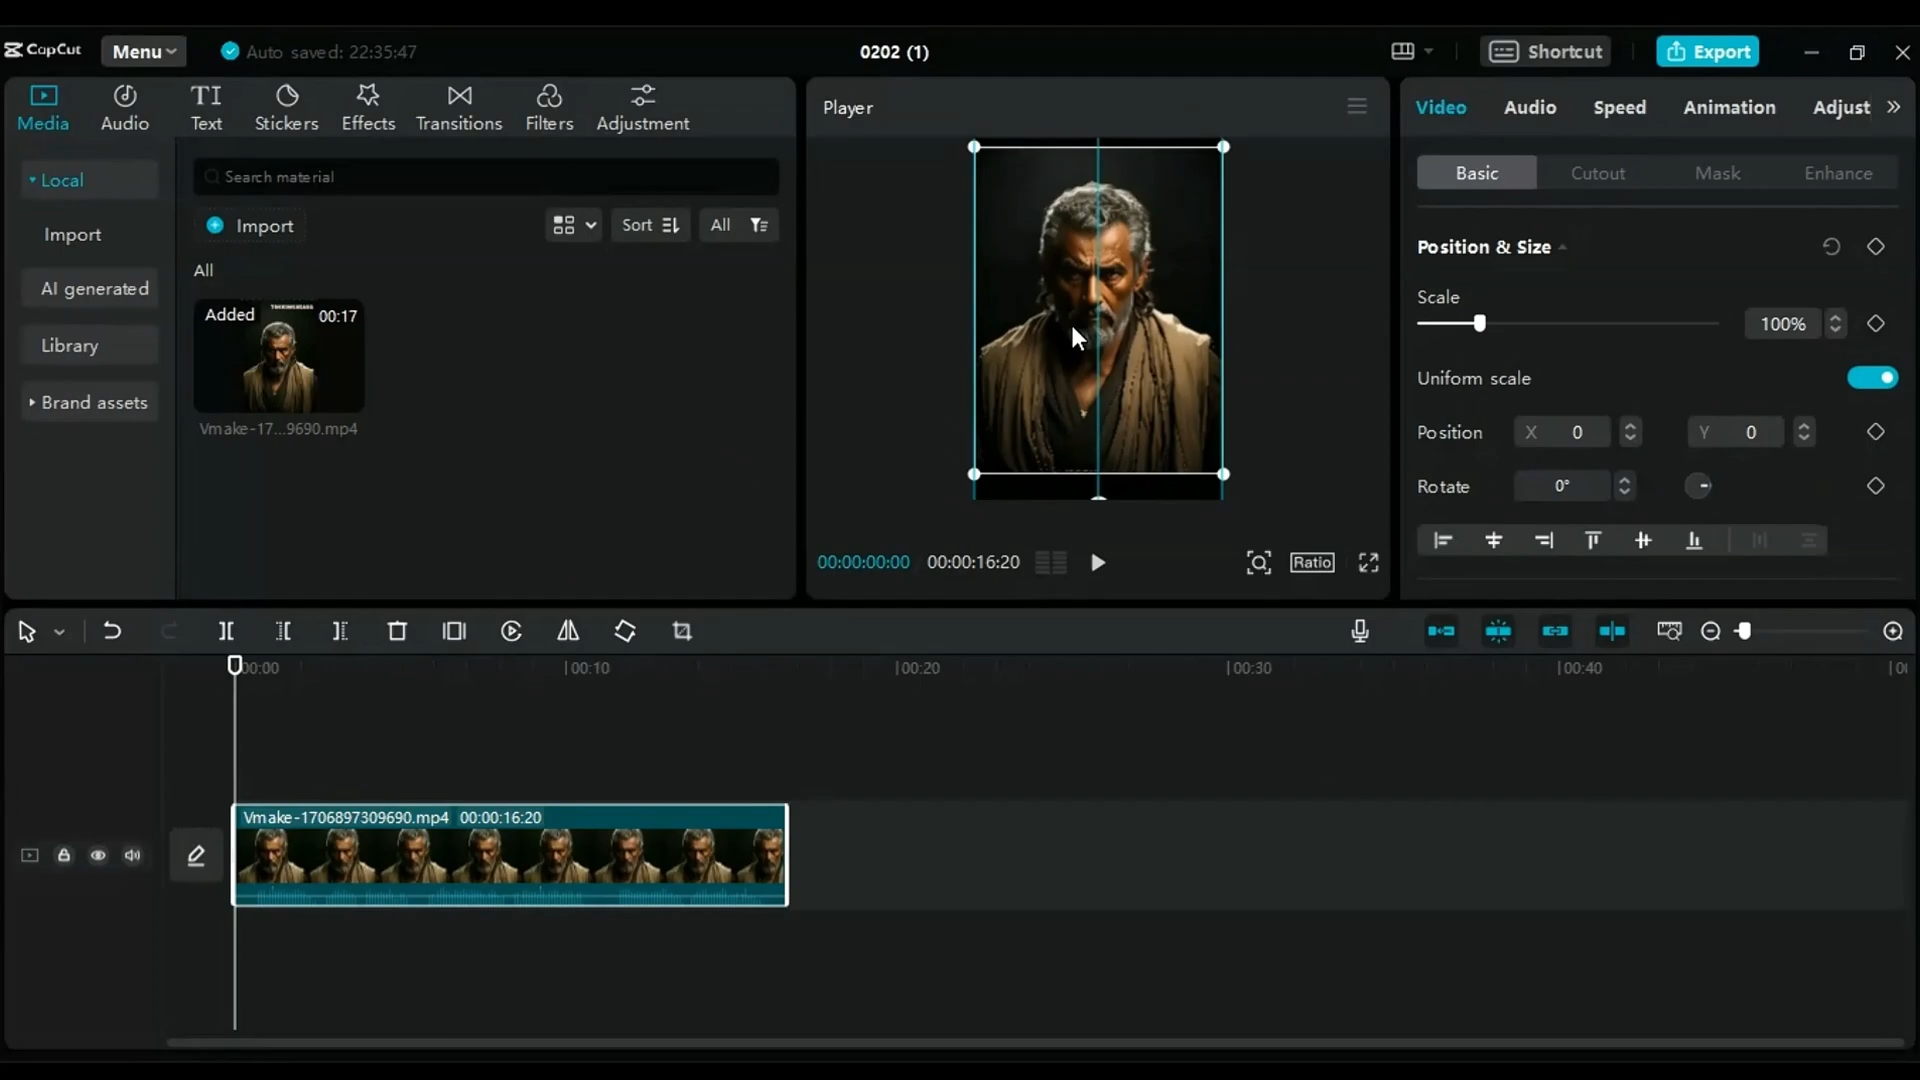 CapCut
Menu
Auto saved: 22:35:47
0202 (1)
Shortcut
Export
Media
Audio
TI
Text
Stickers
Effects
Transitions
Filters
Adjustment
Local
Import
AI generated
Library
Brand assets
Search material
Import
Sort
All
All
Added
00:17
Vmake-17...9690.mp4
Player
00:00:00:00
00:00:16:20
Ratio
Video
Audio
Speed
Animation
Adjust
Basic
Cutout
Mask
Enhance
Position & Size
Scale
100%
Uniform scale
Position
X 0
Y 0
Rotate
0°
00:00
00:10
00:20
00:30
00:40
Vmake-1706897309690.mp4 00:00:16:20